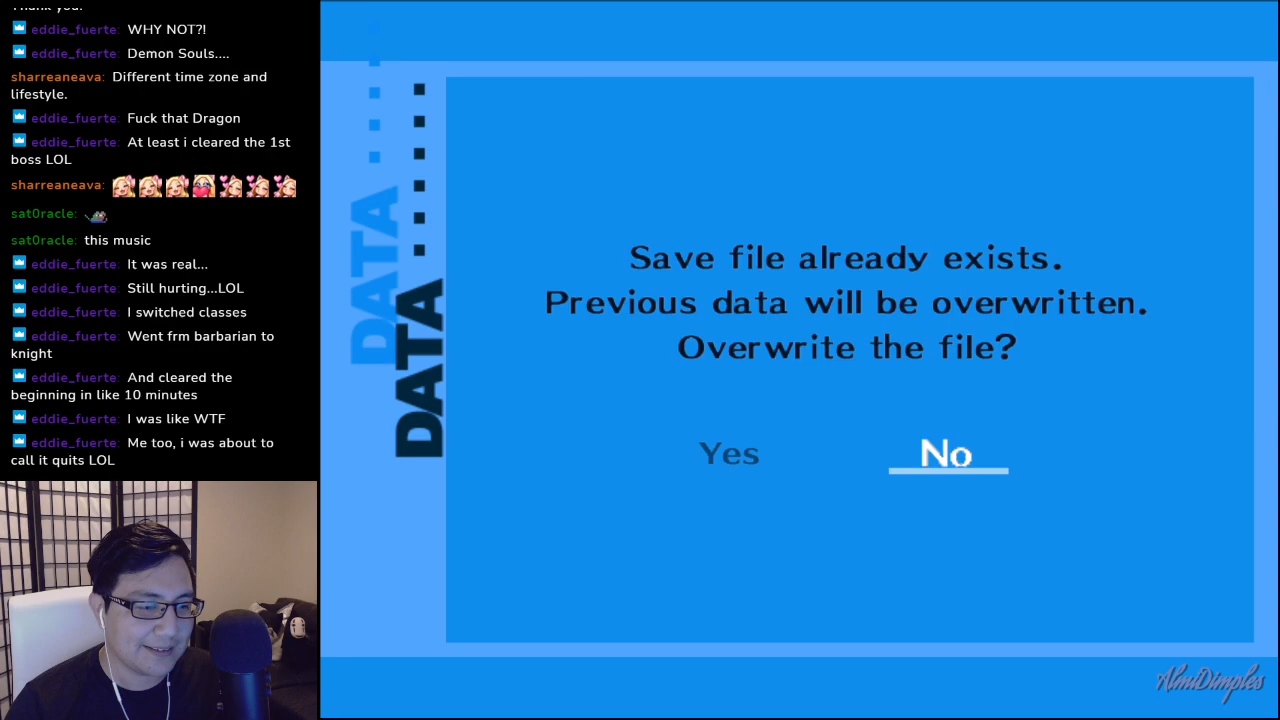 Thank you!
eddie_fuerte: WHY NOT?!
eddie_fuerte: Demon Souls....
sharreaneava: Different time zone and
lifestyle.
eddie_fuerte: Fuck that Dragon
eddie_fuerte: At least i cleared the 1st
boss LOL
sharreaneava:
sat0racle:
sat0racle: this music
eddie_fuerte: It was real...
eddie_fuerte: Still hurting...LOL
eddie_fuerte: I switched classes
eddie_fuerte: Went frm barbarian to
knight
eddie_fuerte: And cleared the
beginning in like 10 minutes
eddie_fuerte: I was like WTF
eddie_fuerte: Me too, i was about to
call it quits LOL
DATA
DATA
Save file already exists.
Previous data will be overwritten.
Overwrite the file?
Yes No
AlmiDimples